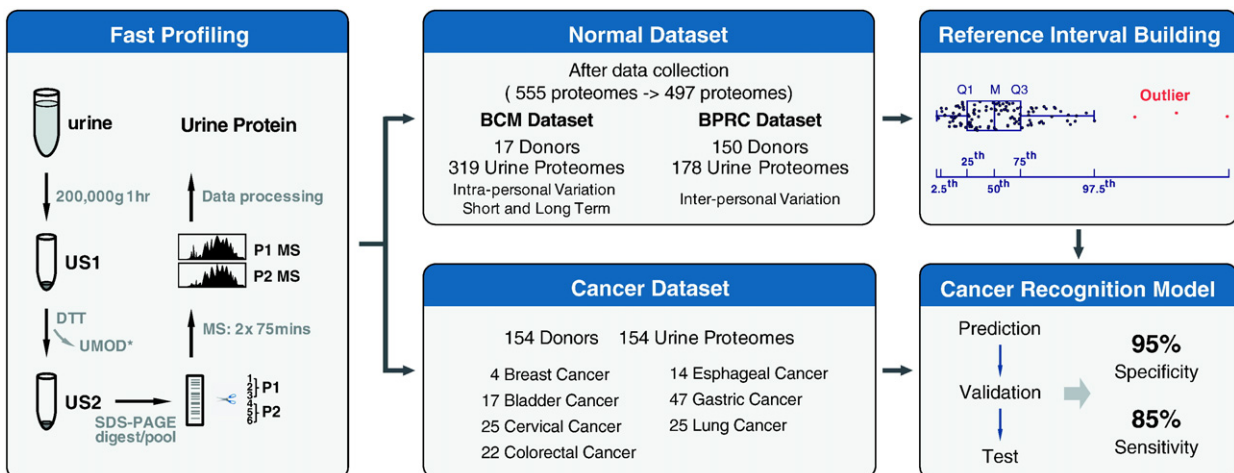 Fast Profiling
urine
Urine Protein
200,000g 1hr
Data processing
US1
P1 MS
P2 MS
DTT
UMOD*
MS: 2x 75mins
US2
SDS-PAGE
digest/pool
1
2
3
4
5
6
P1
P2
Normal Dataset
After data collection
( 555 proteomes -> 497 proteomes)
BCM Dataset
17 Donors
319 Urine Proteomes
Intra-personal Variation
Short and Long Term
BPRC Dataset
150 Donors
178 Urine Proteomes
Inter-personal Variation
Reference Interval Building
Q1 M Q3
Outlier
25th 75th
2.5th 50th 97.5th
Cancer Dataset
154 Donors 154 Urine Proteomes
4 Breast Cancer
17 Bladder Cancer
25 Cervical Cancer
22 Colorectal Cancer
14 Esphageal Cancer
47 Gastric Cancer
25 Lung Cancer
Cancer Recognition Model
Prediction
Validation
Test
95%
Specificity
85%
Sensitivity